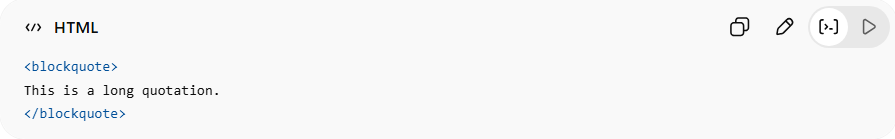 HTML
<blockquote>
This is a long quotation.
</blockquote>